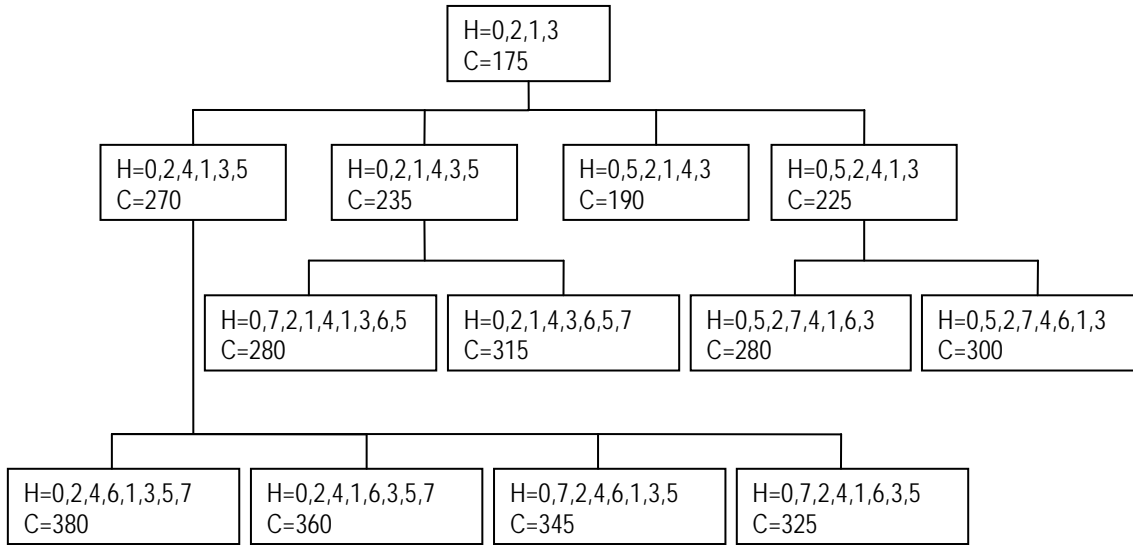 H=0,2,1,3
C=175
H=0,2,4,1,3,5
C=270
H=0,2,1,4,3,5
C=235
H=0,5,2,1,4,3
C=190
H=0,5,2,4,1,3
C=225
H=0,7,2,1,4,1,3,6,5
C=280
H=0,2,1,4,3,6,5,7
C=315
H=0,5,2,7,4,1,6,3
C=280
H=0,5,2,7,4,6,1,3
C=300
H=0,2,4,6,1,3,5,7
C=380
H=0,2,4,1,6,3,5,7
C=360
H=0,7,2,4,6,1,3,5
C=345
H=0,7,2,4,1,6,3,5
C=325